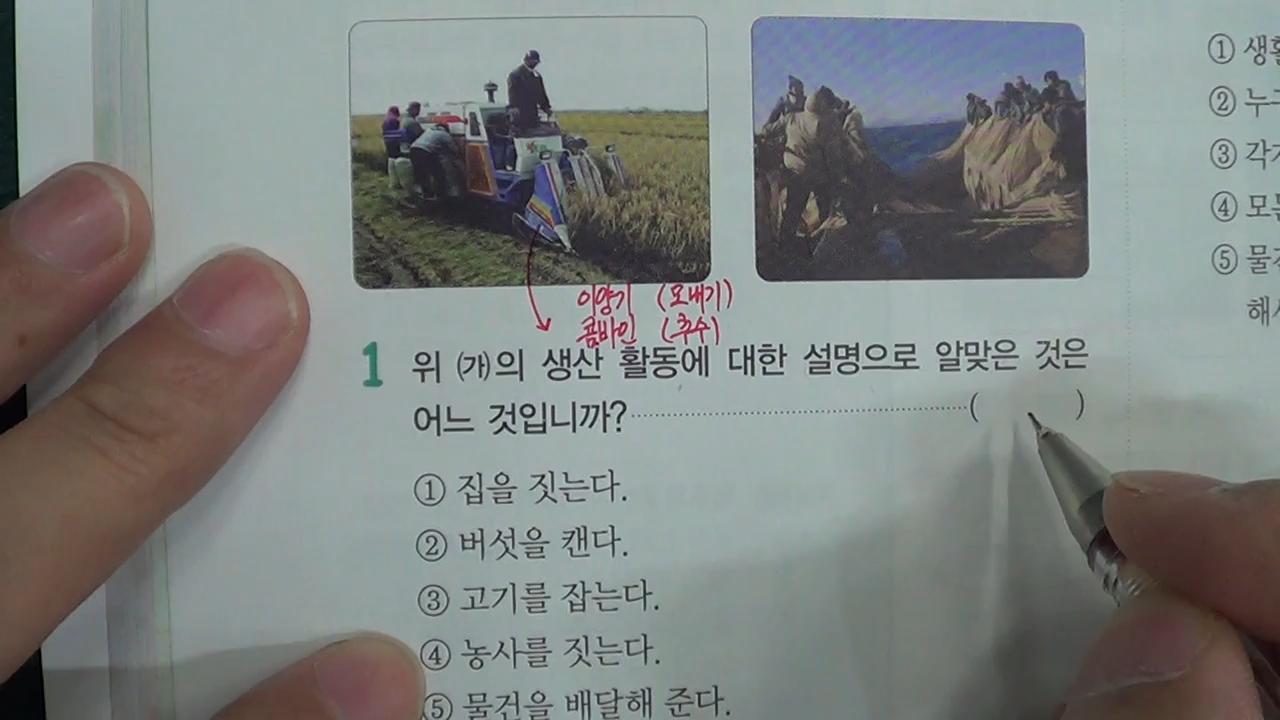 이앙기 (모내기)
콤바인 (추수)
1 위 ㈎의 생산 활동에 대한 설명으로 알맞은 것은
어느 것입니까? ( )
① 집을 짓는다.
② 버섯을 캔다.
③ 고기를 잡는다.
④ 농사를 짓는다.
⑤ 물건을 배달해 준다.
①
②
③
④
⑤